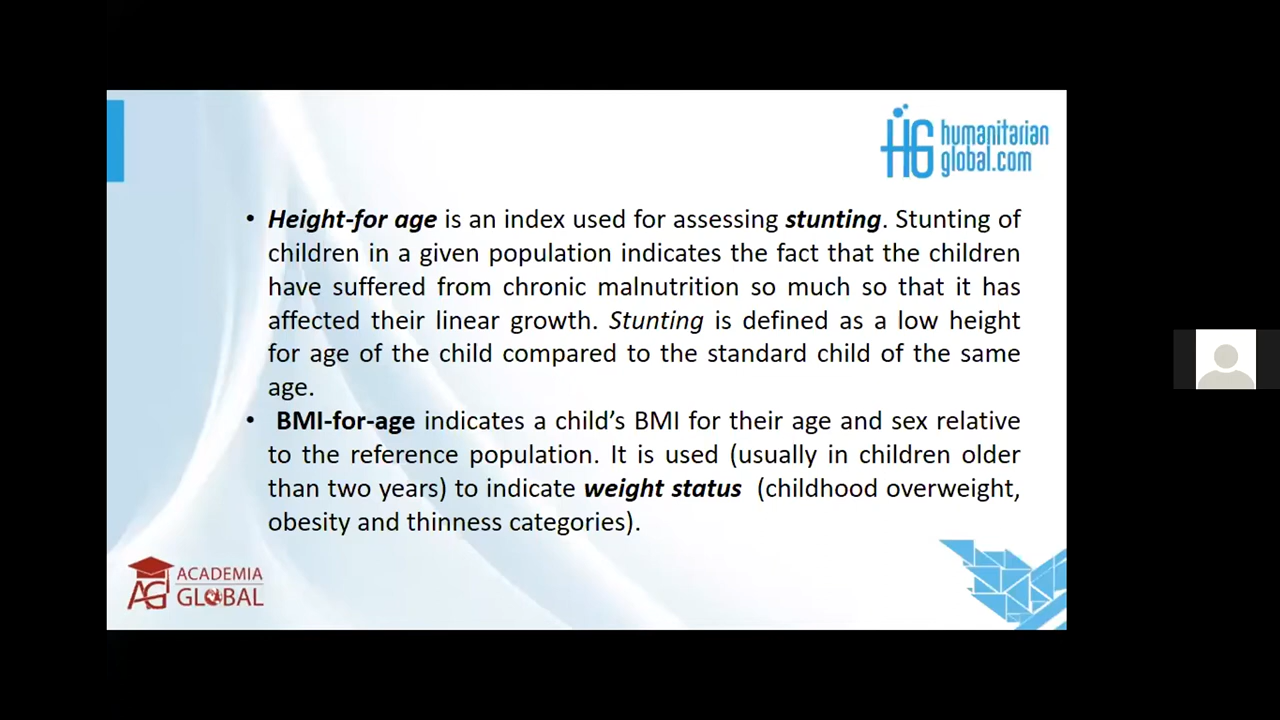 HG humanitarian
global.com
• Height-for age is an index used for assessing stunting. Stunting of
children in a given population indicates the fact that the children
have suffered from chronic malnutrition so much so that it has
affected their linear growth. Stunting is defined as a low height
for age of the child compared to the standard child of the same
age.
• BMI-for-age indicates a child’s BMI for their age and sex relative
to the reference population. It is used (usually in children older
than two years) to indicate weight status (childhood overweight,
obesity and thinness categories).
AG ACADEMIA
GLOBAL